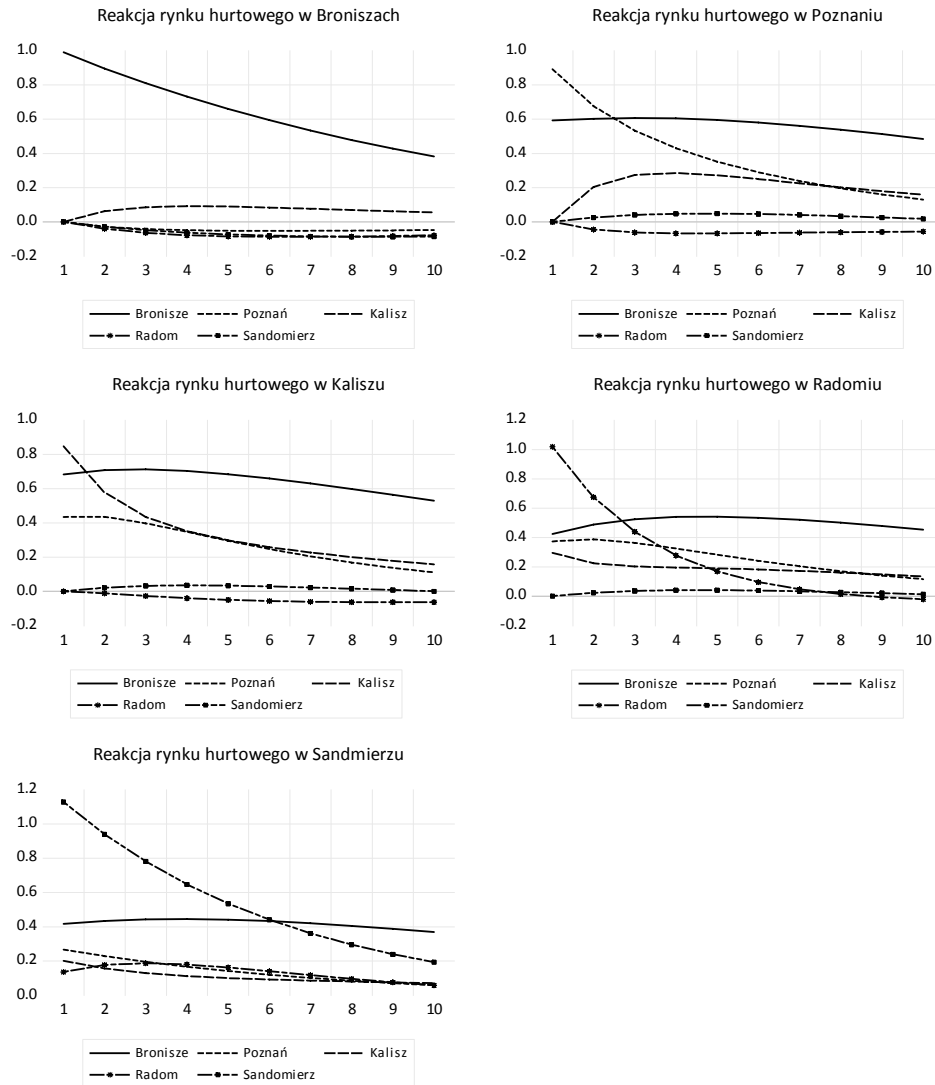 Reakcja rynku hurtowego w Broniszach
1.0
0.8
0.6
0.4
0.2
0.0
-0.2
1 2 3 4 5 6 7 8 9 10
Bronisze Poznań Kalisz
Radom Sandomierz
Reakcja rynku hurtowego w Poznaniu
1.0
0.8
0.6
0.4
0.2
0.0
-0.2
1 2 3 4 5 6 7 8 9 10
Bronisze Poznań Kalisz
Radom Sandomierz
Reakcja rynku hurtowego w Kaliszu
1.0
0.8
0.6
0.4
0.2
0.0
-0.2
1 2 3 4 5 6 7 8 9 10
Bronisze Poznań Kalisz
Radom Sandomierz
Reakcja rynku hurtowego w Radomiu
1.2
1.0
0.8
0.6
0.4
0.2
0.0
-0.2
1 2 3 4 5 6 7 8 9 10
Bronisze Poznań Kalisz
Radom Sandomierz
Reakcja rynku hurtowego w Sandmierzu
1.2
1.0
0.8
0.6
0.4
0.2
0.0
1 2 3 4 5 6 7 8 9 10
Bronisze Poznań Kalisz
Radom Sandomierz